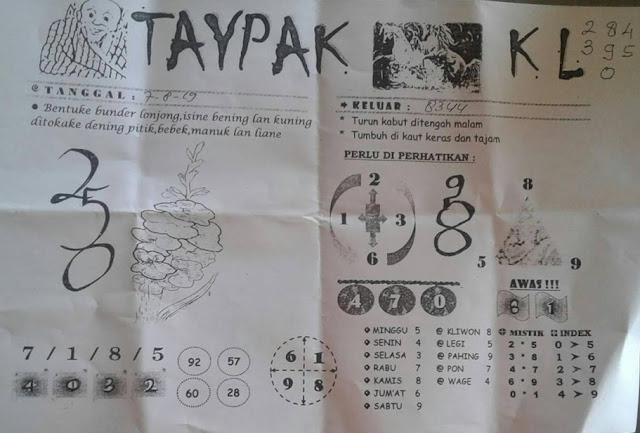 TAYPAK KL
2 8 4
3 9 5
0
@ TANGGAL : 7-8-19
KELUAR : 8344
Bentuke bunder lonjong,isine bening lan kuning
ditokake dening pitik,bebek,manuk lan liane
* Turun kabut ditengah malam
* Tumbuh di kaut keras dan tajam
PERLU DI PERHATIKAN :
2
5
3
0
2
1 3
6
9
8
8
5 9
4 7 0
AWAS !!!
6 1
7 / 1 / 8 / 5
4 0 3 2
92 57
60 28
6 1
9 8
MINGGU 5
SENIN 4
SELASA 3
RABU 7
KAMIS 8
JUM'AT 6
SABTU 9
@ KLIWON 8
@ LEGI 5
@ PAHING 9
@ PON 7
@ WAGE 4
MISTIK
2 * 5
3 * 8
4 * 7
6 * 9
0 * 1
INDEX
0 > 5
1 > 6
2 > 7
3 > 8
4 > 9